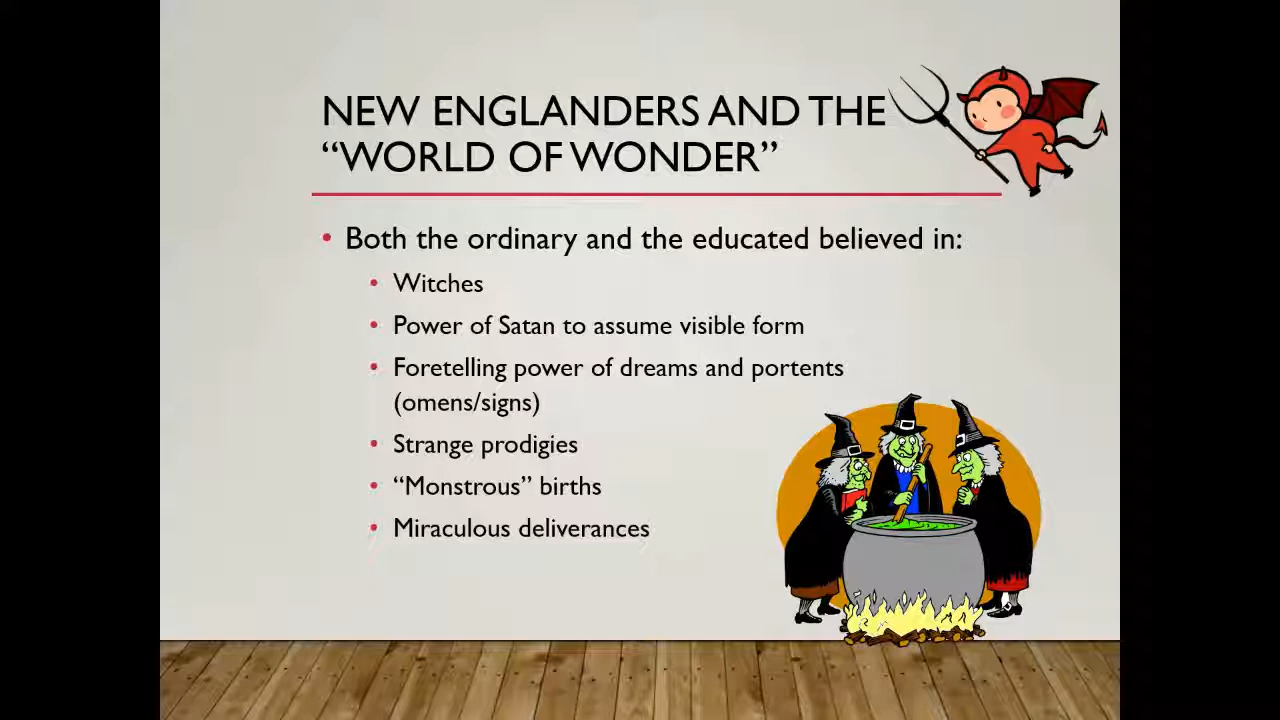 NEW ENGLANDERS AND THE
“WORLD OF WONDER”
• Both the ordinary and the educated believed in:
• Witches
• Power of Satan to assume visible form
• Foretelling power of dreams and portents
(omens/signs)
• Strange prodigies
• “Monstrous” births
• Miraculous deliverances